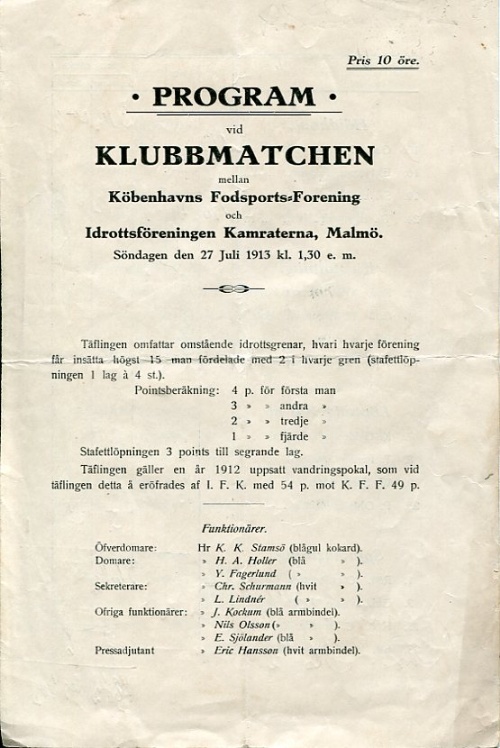 Pris 10 öre.
· PROGRAM ·
vid
KLUBBMATCHEN
mellan
Köbenhavns Fodsports-Forening
och
Idrottsföreningen Kamraterna, Malmö.
Söndagen den 27 Juli 1913 kl. 1,30 e. m.
Täflingen omfattar omstående idrottsgrenar, hvari hvarje förening
får insätta högst 15 man fördelade med 2 i hvarje gren (stafettlöp-
ningen 1 lag à 4 st.).
Pointsberäkning: 4 p. för första man
3 » » andra »
2 » » tredje »
1 » » fjärde »
Stafettlöpningen 3 points till segrande lag.
Täflingen gäller en år 1912 uppsatt vandringspokal, som vid
täflingen detta å eröfrades af I. F. K. med 54 p. mot K. F. F. 49 p.
Funktionärer.
Öfverdomare: Hr K. K. Stamsö (blågul kokard).
Domare: » H. A. Holler (blå » ).
» Y. Fagerlund ( » » ).
Sekreterare: » Chr. Schurmann (hvit » ).
» L. Lindnér ( » » ).
Ofriga funktionärer: » J. Kockum (blå armbindel).
» Nils Olsson ( » » ).
» E. Sjölander (blå » ).
Pressadjutant » Eric Hansson (hvit armbindel).